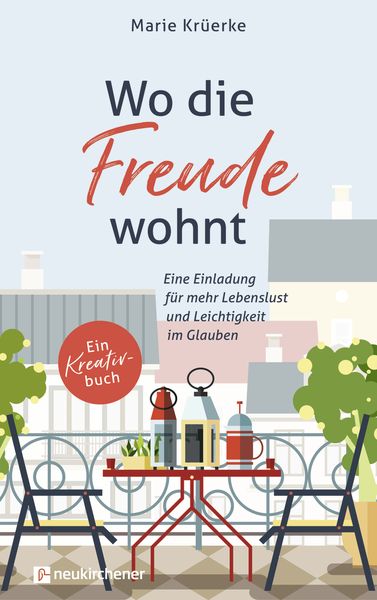 Marie Krüerke
Wo die
Freude
wohnt
Eine Einladung
für mehr Lebenslust
und Leichtigkeit
im Glauben
Ein
Kreativ-
buch
neukirchener